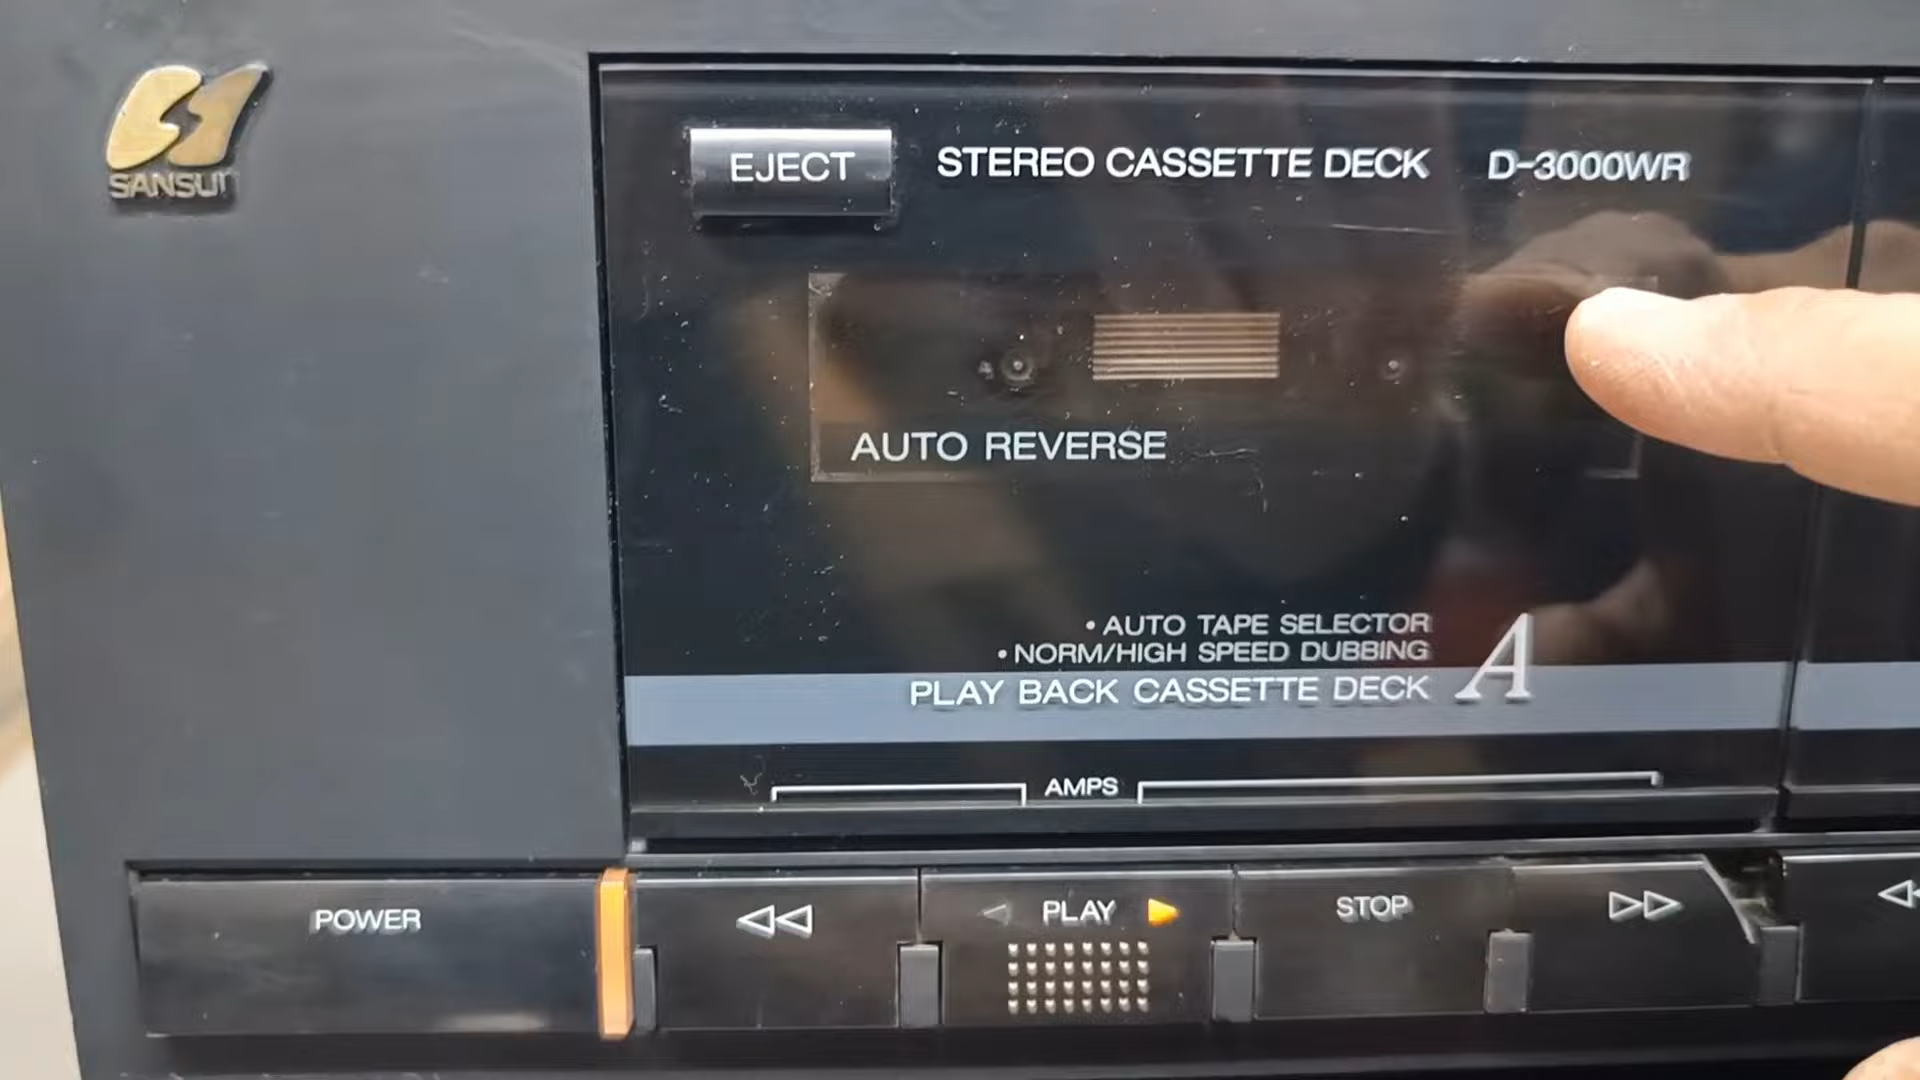 SANSUI
EJECT
STEREO CASSETTE DECK D-3000WR
AUTO REVERSE
• AUTO TAPE SELECTOR
• NORM/HIGH SPEED DUBBING
PLAY BACK CASSETTE DECK A
AMPS
POWER
PLAY
STOP